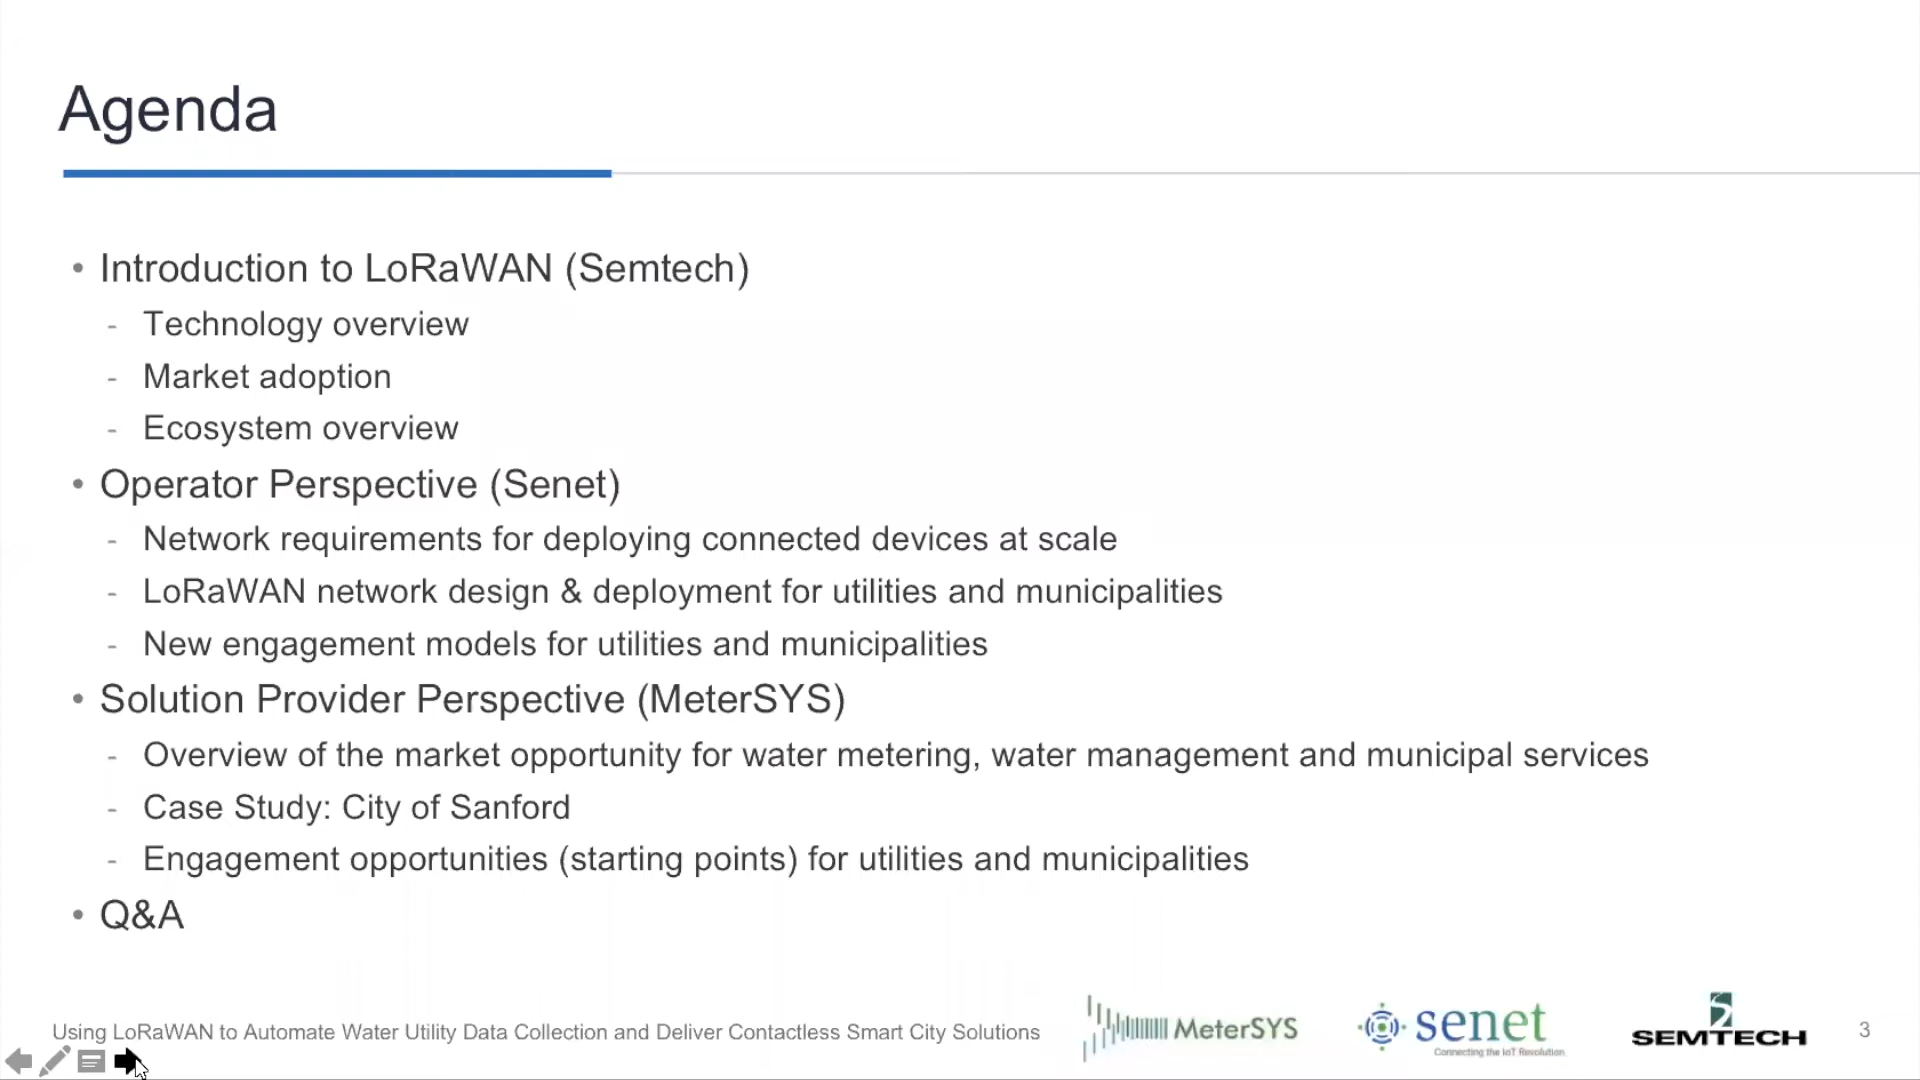 Agenda
• Introduction to LoRaWAN (Semtech)
- Technology overview
- Market adoption
- Ecosystem overview
• Operator Perspective (Senet)
- Network requirements for deploying connected devices at scale
- LoRaWAN network design & deployment for utilities and municipalities
- New engagement models for utilities and municipalities
• Solution Provider Perspective (MeterSYS)
- Overview of the market opportunity for water metering, water management and municipal services
- Case Study: City of Sanford
- Engagement opportunities (starting points) for utilities and municipalities
• Q&A
Using LoRaWAN to Automate Water Utility Data Collection and Deliver Contactless Smart City Solutions
MeterSYS
senet
Connecting the IoT Revolution
SEMTECH
3